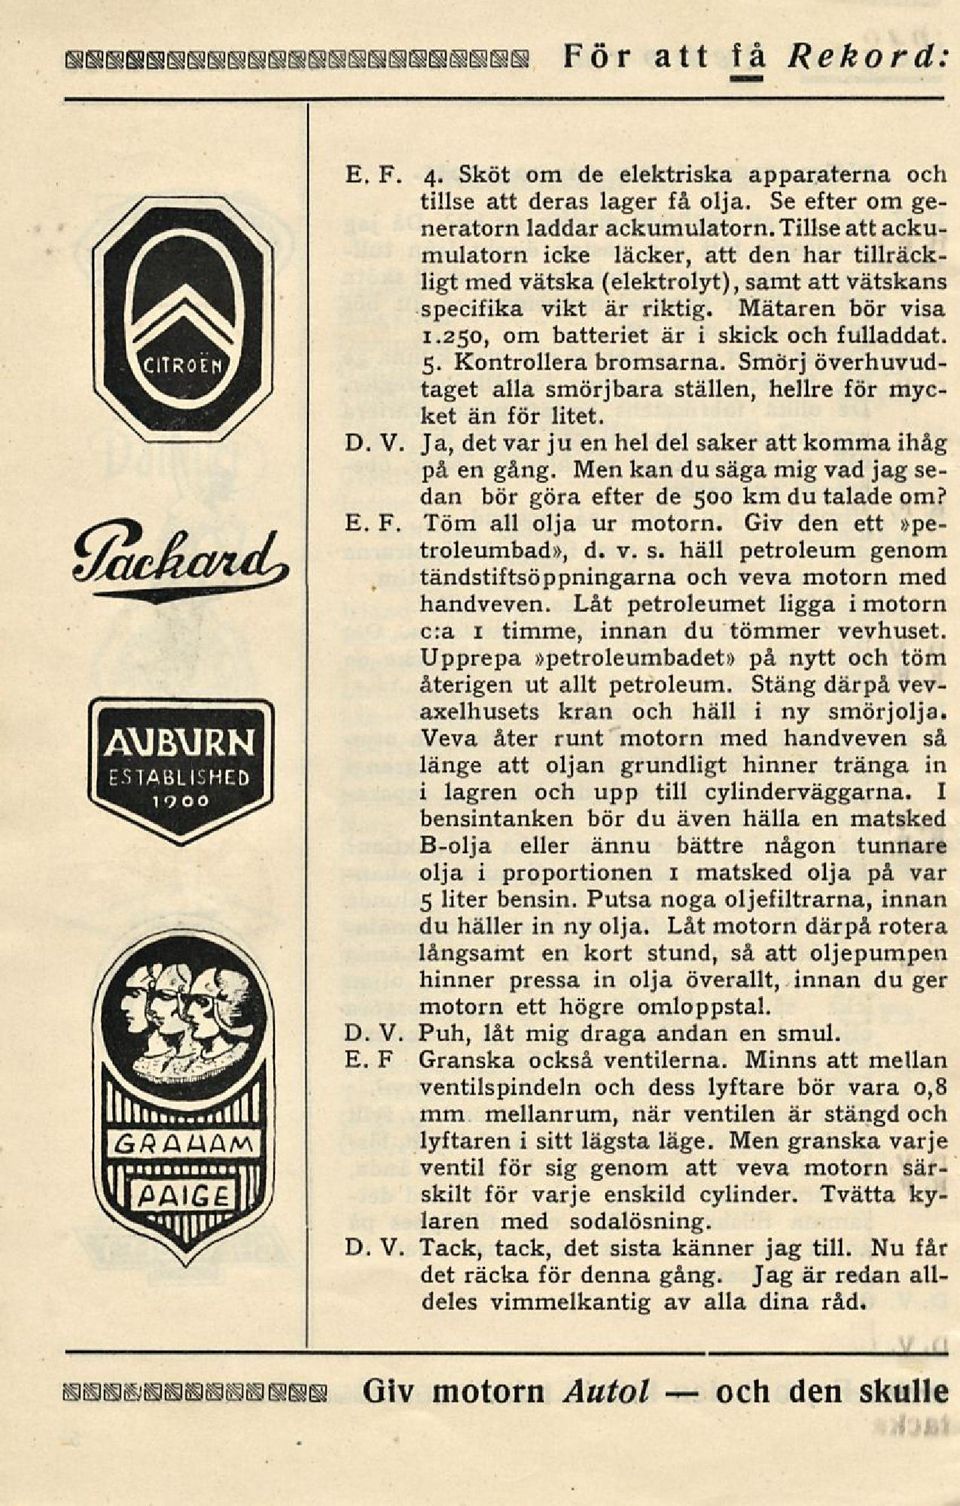 För att få Rekord:
CITROËN
Packard
AUBURN
ESTABLISHED
1900
GRAHAM
PAIGE
E. F. 4. Sköt om de elektriska apparaterna och
tillse att deras lager få olja. Se efter om ge-
neratorn laddar ackumulatorn. Tillse att acku-
mulatorn icke läcker, att den har tillräck-
ligt med vätska (elektrolyt), samt att vätskans
specifika vikt är riktig. Mätaren bör visa
1.250, om batteriet är i skick och fulladdat.
5. Kontrollera bromsarna. Smörj överhuvud-
taget alla smörjbara ställen, hellre för myc-
ket än för litet.
D. V. Ja, det var ju en hel del saker att komma ihåg
på en gång. Men kan du säga mig vad jag se-
dan bör göra efter de 500 km du talade om?
E. F. Töm all olja ur motorn. Giv den ett »pe-
troleumbad», d. v. s. häll petroleum genom
tändstiftsöppningarna och veva motorn med
handveven. Låt petroleumet ligga i motorn
c:a 1 timme, innan du tömmer vevhuset.
Upprepa »petroleumbadet» på nytt och töm
återigen ut allt petroleum. Stäng därpå vev-
axelhusets kran och häll i ny smörjolja.
Veva åter runt motorn med handveven så
länge att oljan grundligt hinner tränga in
i lagren och upp till cylinderväggarna. I
bensintanken bör du även hälla en matsked
B-olja eller ännu bättre någon tunnare
olja i proportionen 1 matsked olja på var
5 liter bensin. Putsa noga oljefiltrarna, innan
du häller in ny olja. Låt motorn därpå rotera
långsamt en kort stund, så att oljepumpen
hinner pressa in olja överallt, innan du ger
motorn ett högre omloppstal.
D. V. Puh, låt mig draga andan en smul.
E. F Granska också ventilerna. Minns att mellan
ventilspindeln och dess lyftare bör vara 0,8
mm mellanrum, när ventilen är stängd och
lyftaren i sitt lägsta läge. Men granska varje
ventil för sig genom att veva motorn sär-
skilt för varje enskild cylinder. Tvätta ky-
laren med sodalösning.
D. V. Tack, tack, det sista känner jag till. Nu får
det räcka för denna gång. Jag är redan all-
deles vimmelkantig av alla dina råd.
Giv motorn Autol — och den skulle